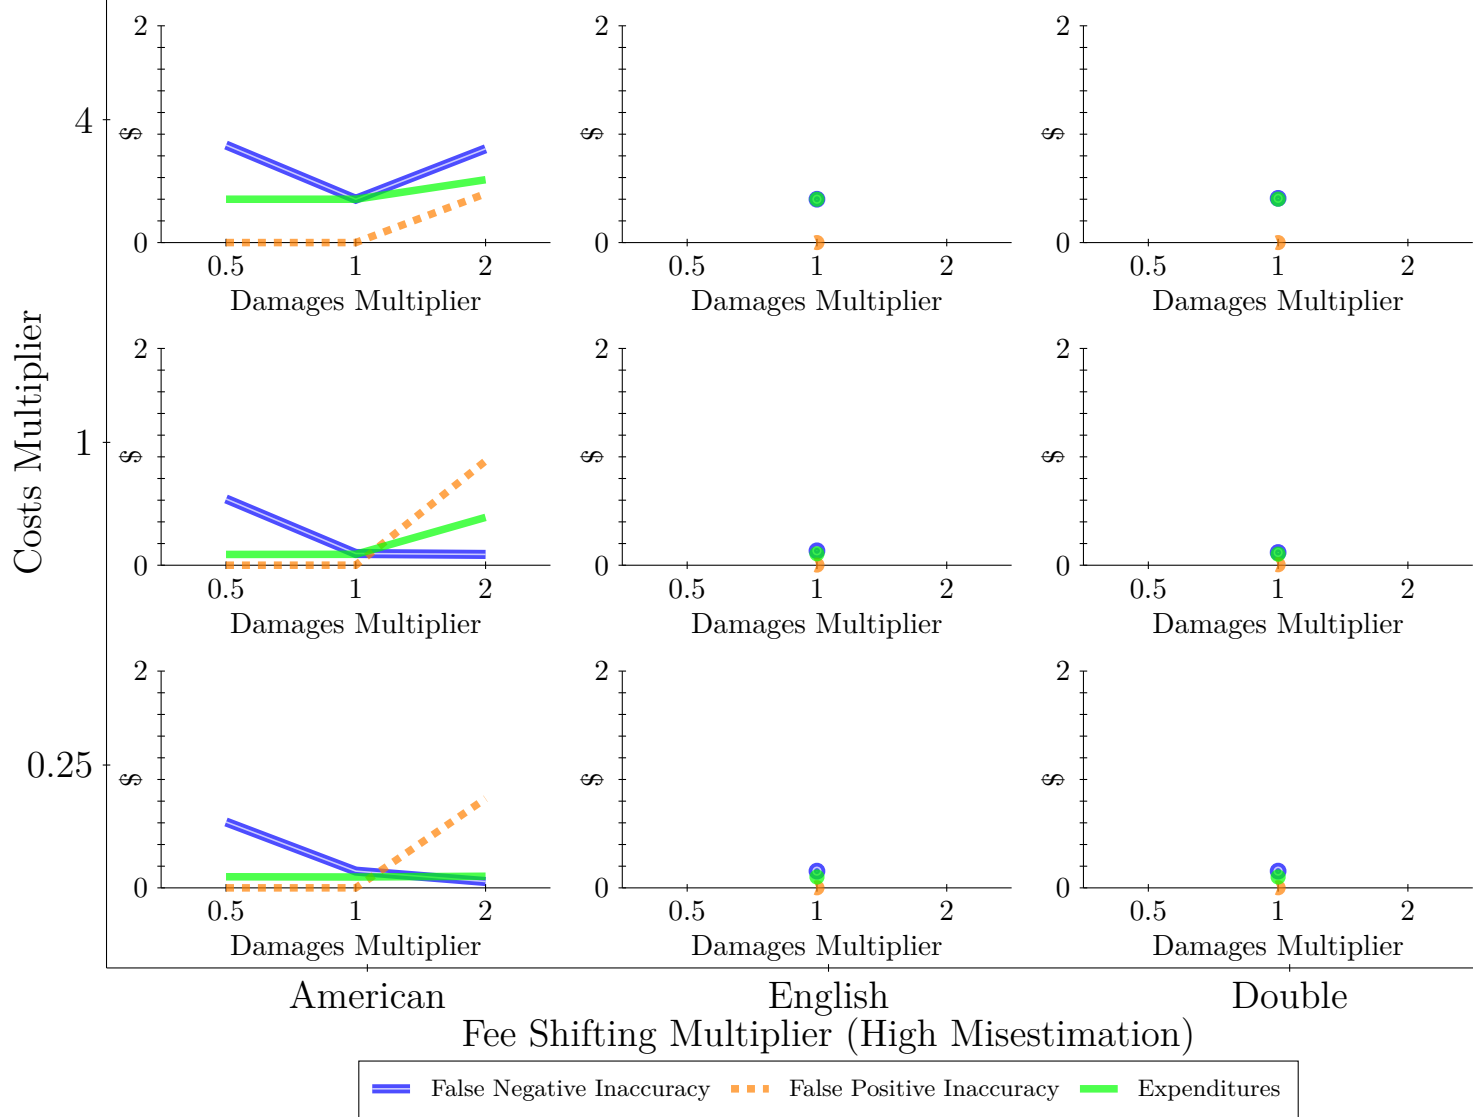 Costs Multiplier
4
1
0.25
2
$
0
0.5 1 2
Damages Multiplier
2
$
0
0.5 1 2
Damages Multiplier
2
$
0
0.5 1 2
Damages Multiplier
2
$
0
0.5 1 2
Damages Multiplier
2
$
0
0.5 1 2
Damages Multiplier
2
$
0
0.5 1 2
Damages Multiplier
2
$
0
0.5 1 2
Damages Multiplier
2
$
0
0.5 1 2
Damages Multiplier
2
$
0
0.5 1 2
Damages Multiplier
American English Double
Fee Shifting Multiplier (High Misestimation)
False Negative Inaccuracy False Positive Inaccuracy Expenditures